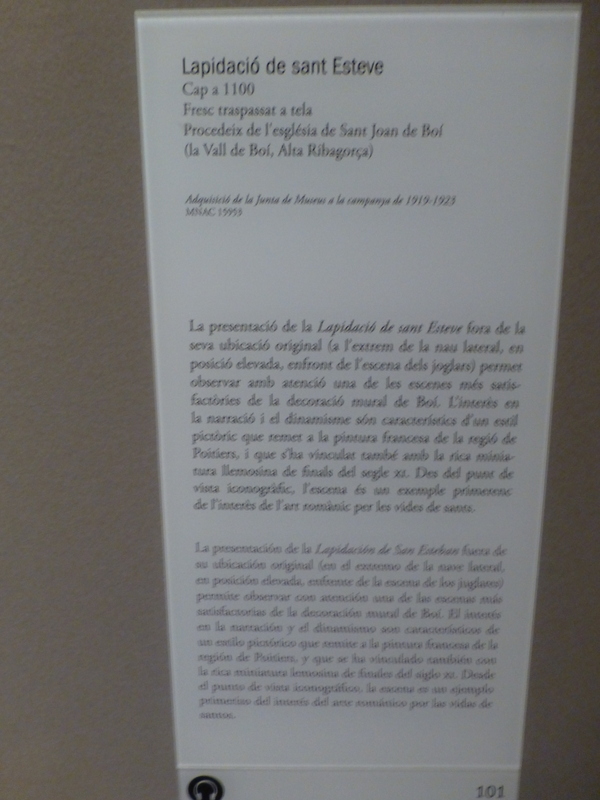 Lapidació de sant Esteve
Cap a 1100
Fresc traspassat a tela
Procedeix de l'església de Sant Joan de Boí
(la Vall de Boí, Alta Ribagorça)
Adquisició de la Junta de Museus a la campanya de 1919-1923
MNAC 15953
La presentació de la Lapidació de sant Esteve fora de la
seva ubicació original (a l'extrem de la nau lateral, en
posició elevada, enfront de l'escena dels joglars) permet
observar amb atenció una de les escenes més satis-
factòries de la decoració mural de Boí. L'interès en
la narració i el dinamisme són característics d'un estil
pictòric que remet a la pintura francesa de la regió de
Poitiers, i que s'ha vinculat també amb la rica minia-
tura llemosina de finals del segle XI. Des del punt de
vista iconogràfic, l'escena és un exemple primerenc
de l'interès de l'art romànic per les vides de sants.
La presentación de la Lapidación de San Esteban fuera de
su ubicación original (en el extremo de la nave lateral,
en posición elevada, enfrente de la escena de los juglares)
permite observar con atención una de las escenas más
satisfactorias de la decoración mural de Boí. El interés
en la narración y el dinamismo son característicos de
un estilo pictórico que remite a la pintura francesa de la
región de Poitiers, y que se ha vinculado también con
la rica miniatura lemosina de finales del siglo XI. Desde
el punto de vista iconográfico, la escena es un ejemplo
primerizo del interés del arte románico por las vidas de
santos.
101